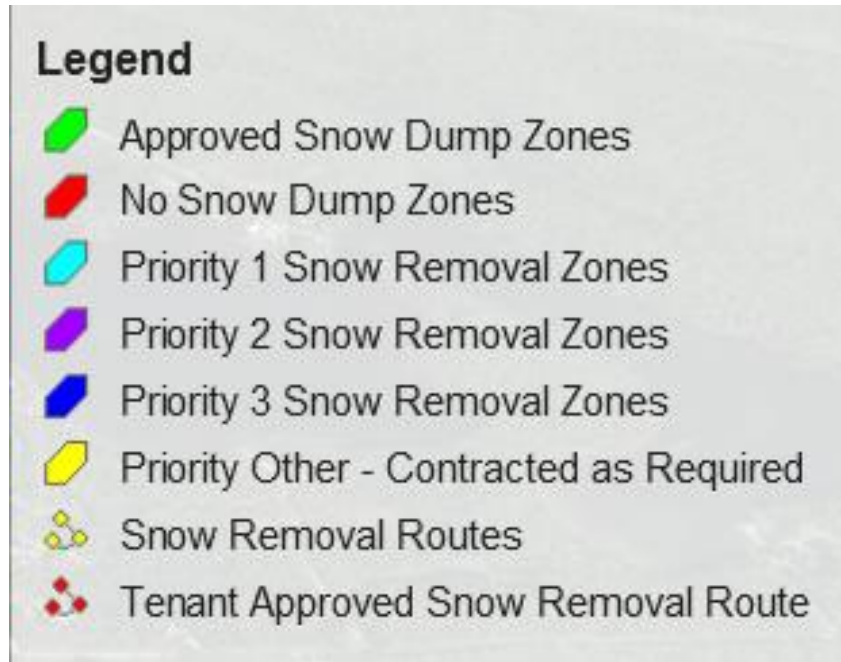 Legend
Approved Snow Dump Zones
No Snow Dump Zones
Priority 1 Snow Removal Zones
Priority 2 Snow Removal Zones
Priority 3 Snow Removal Zones
Priority Other - Contracted as Required
Snow Removal Routes
Tenant Approved Snow Removal Route